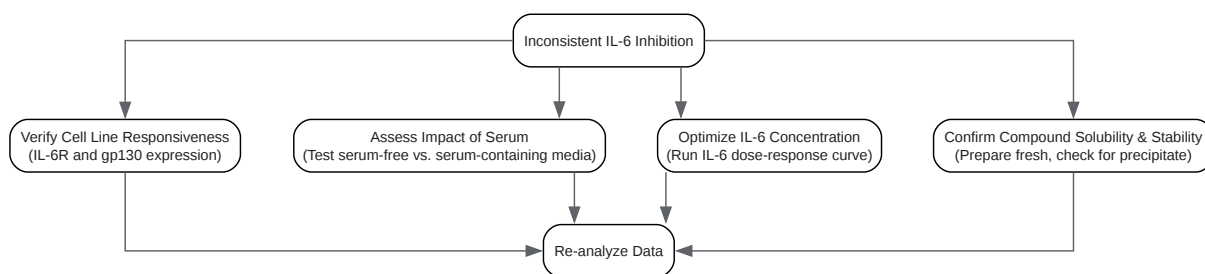 Inconsistent IL-6 Inhibition
Verify Cell Line Responsiveness
(IL-6R and gp130 expression)
Assess Impact of Serum
(Test serum-free vs. serum-containing media)
Optimize IL-6 Concentration
(Run IL-6 dose-response curve)
Confirm Compound Solubility & Stability
(Prepare fresh, check for precipitate)
Re-analyze Data